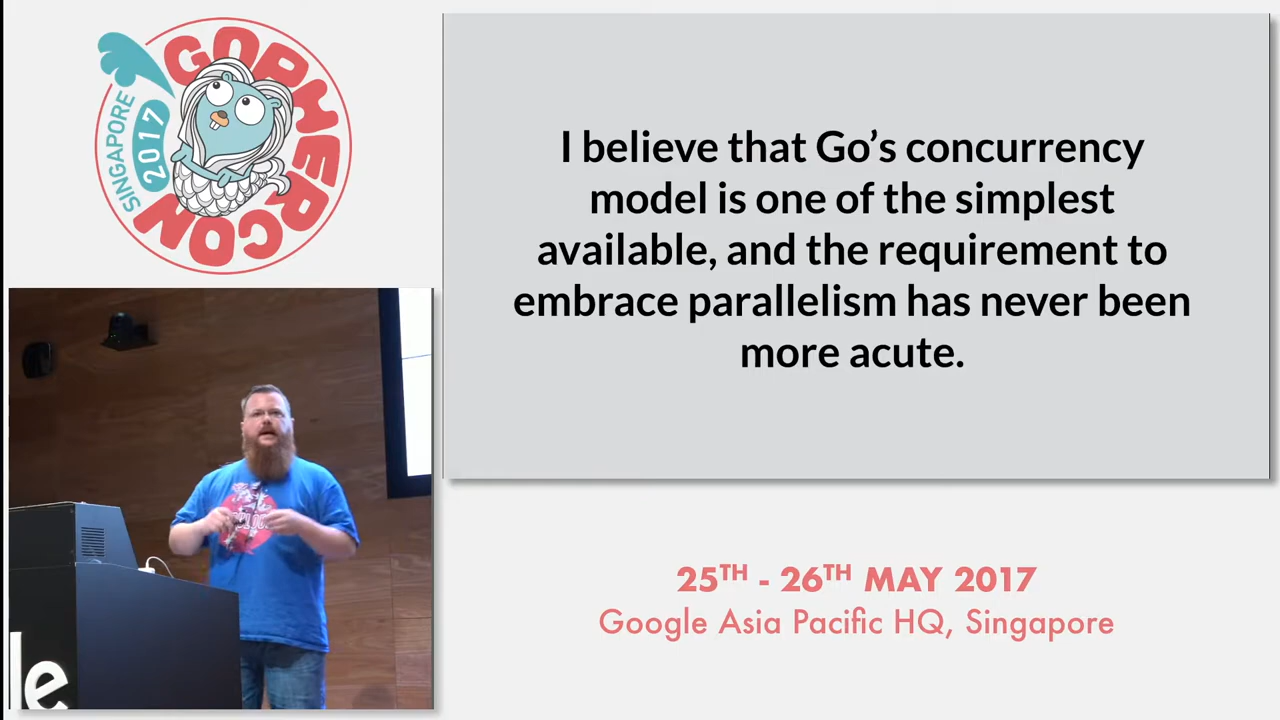 GOPHERCON
SINGAPORE
2017
I believe that Go’s concurrency
model is one of the simplest
available, and the requirement to
embrace parallelism has never been
more acute.
25TH - 26TH MAY 2017
Google Asia Pacific HQ, Singapore
le